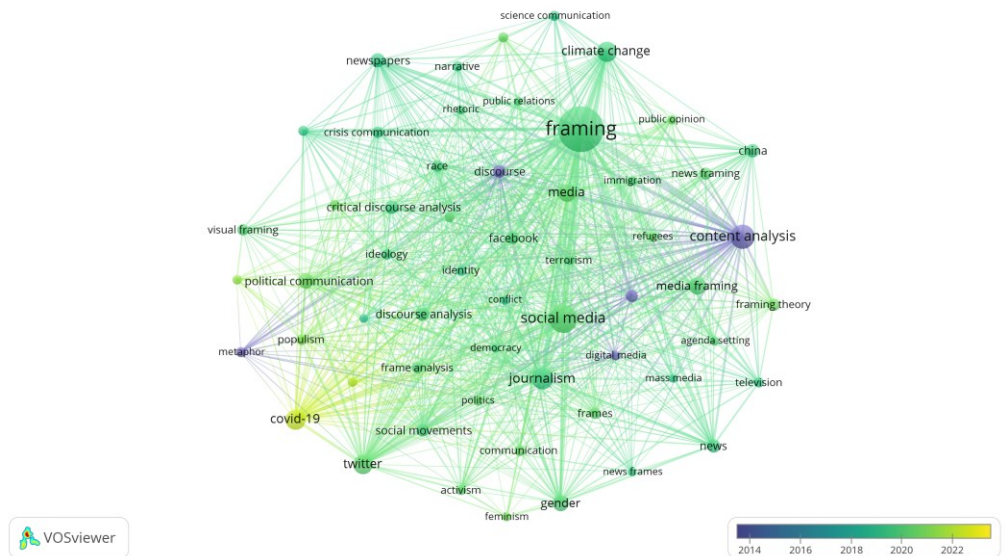 science communication
climate change
newspapers
narrative
public relations
rhetoric
framing
public opinion
crisis communication
china
race
discourse
news framing
immigration
media
critical discourse analysis
visual framing
facebook
refugees
content analysis
ideology
terrorism
identity
political communication
media framing
conflict
framing theory
discourse analysis
social media
populism
agenda setting
metaphor
democracy
digital media
frame analysis
journalism
mass media
television
politics
covid-19
frames
social movements
news
communication
twitter
news frames
activism
gender
feminism
VOSviewer
2014 2016 2018 2020 2022